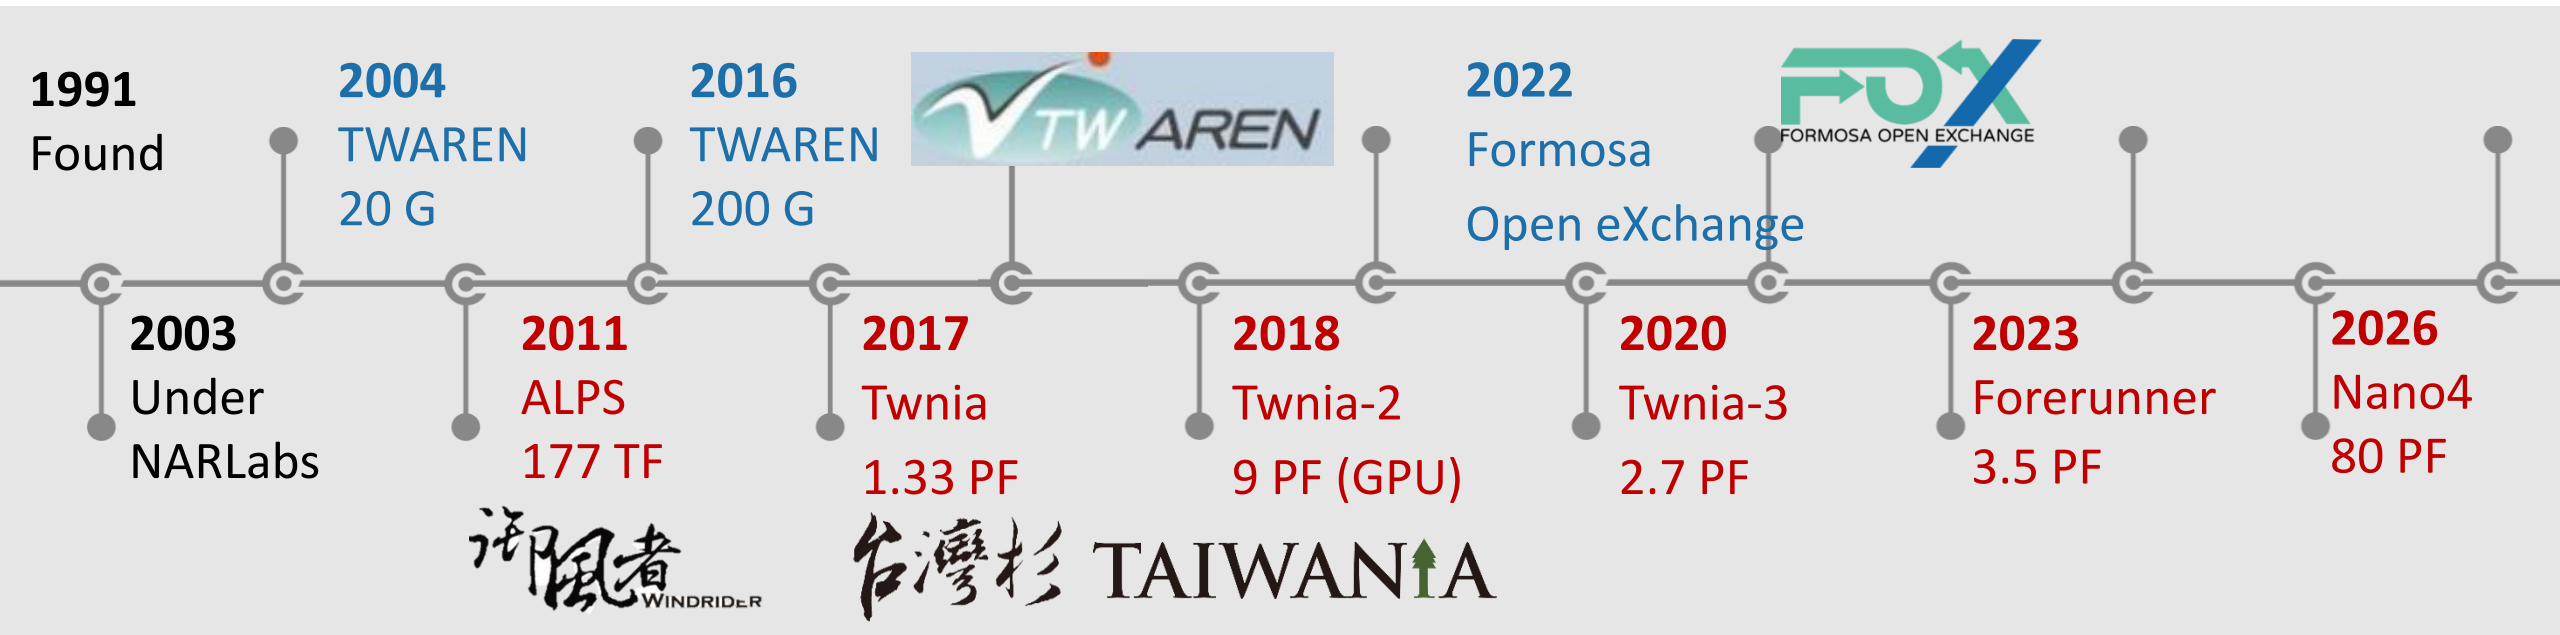 1991
Found
2004
TWAREN
20 G
2016
TWAREN
200 G
TWAREN
2022
Formosa
Open eXchange
FOX
FORMOSA OPEN EXCHANGE
2003
Under
NARLabs
2011
ALPS
177 TF
2017
Twnia
1.33 PF
2018
Twnia-2
9 PF (GPU)
2020
Twnia-3
2.7 PF
2023
Forerunner
3.5 PF
2026
Nano4
80 PF
御風者
WINDRIDER
台灣杉 TAIWANIA